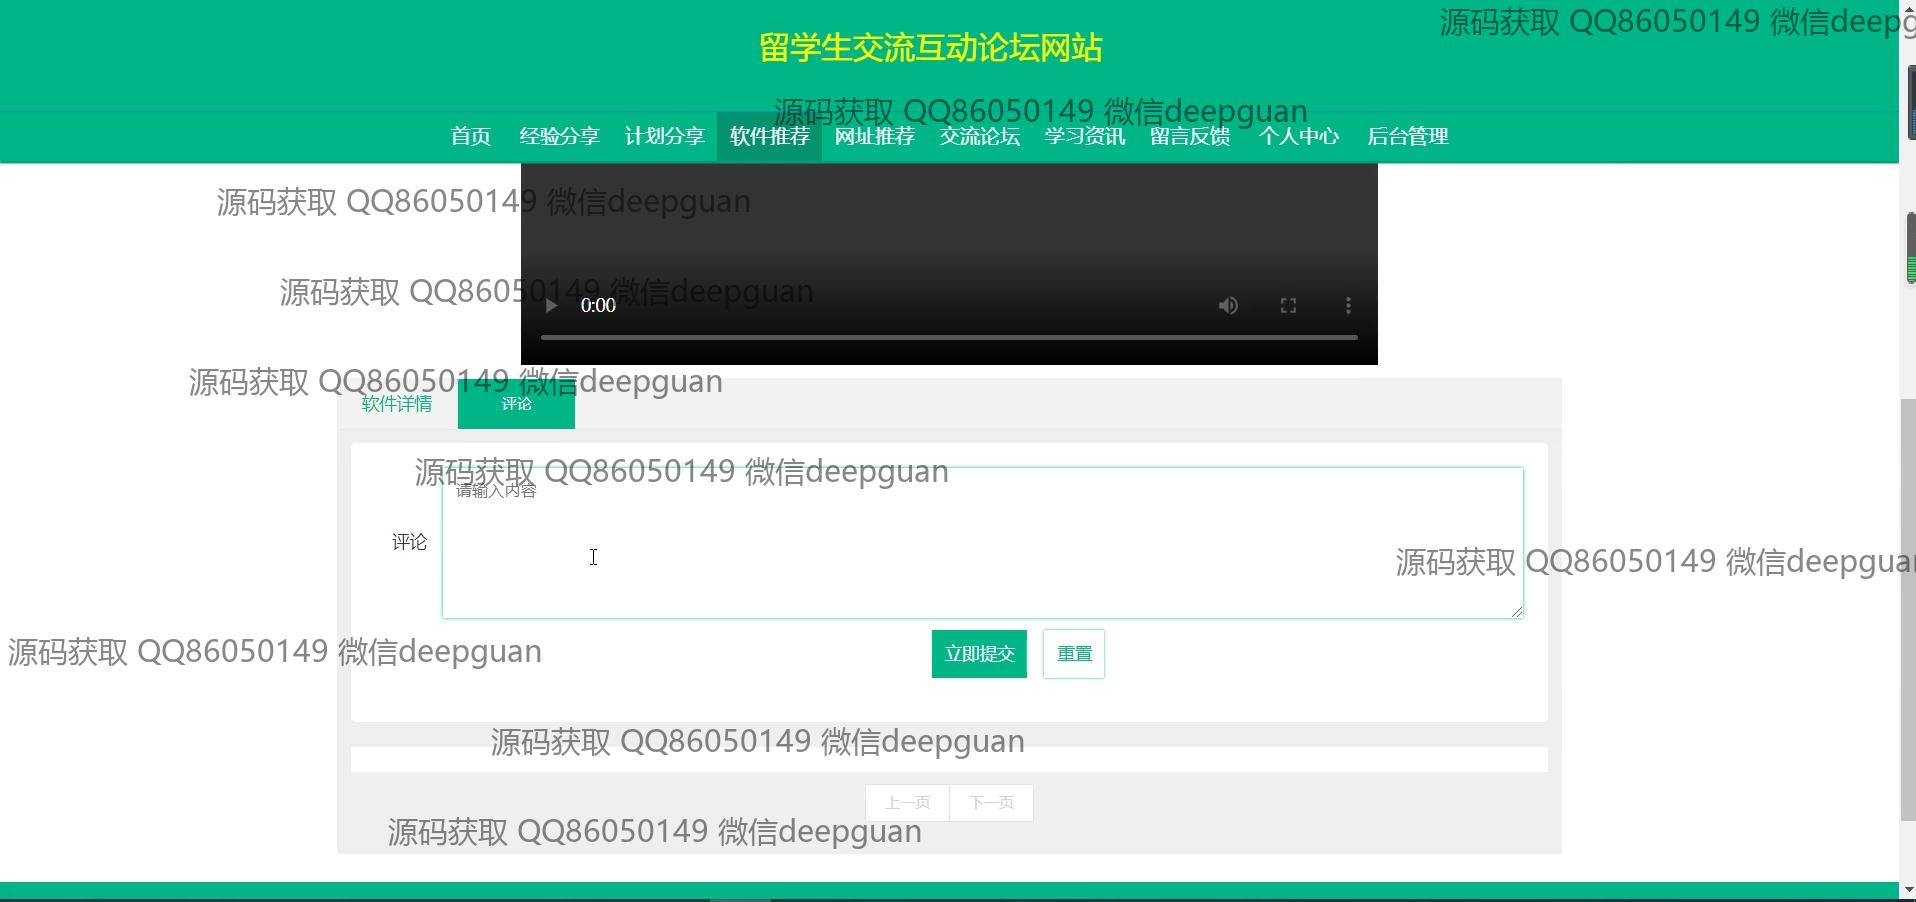 源码获取 QQ86050149 微信deepg
留学生交流互动论坛网站
源码获取 QQ86050149 微信deepguan
首页 经验分享 计划分享 软件推荐 网址推荐 交流论坛 学习资讯 留言反馈 个人中心 后台管理
源码获取 QQ86050149 微信deepguan
源码获取 QQ86050149 微信deepguan
0:00
源码获取 QQ86050149 微信deepguan
软件详情 评论
源码获取 QQ86050149 微信deepguan
请输入内容
评论
源码获取 QQ86050149 微信deepguan
源码获取 QQ86050149 微信deepguan
立即提交 重置
源码获取 QQ86050149 微信deepguan
上一页 下一页
源码获取 QQ86050149 微信deepguan